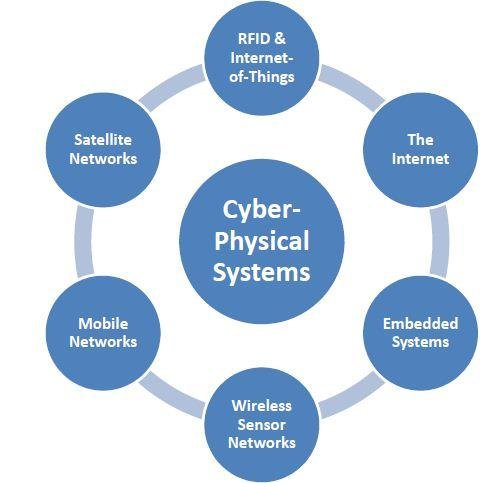 RFID &
Internet-
of-Things
The
Internet
Embedded
Systems
Wireless
Sensor
Networks
Mobile
Networks
Satellite
Networks
Cyber-
Physical
Systems